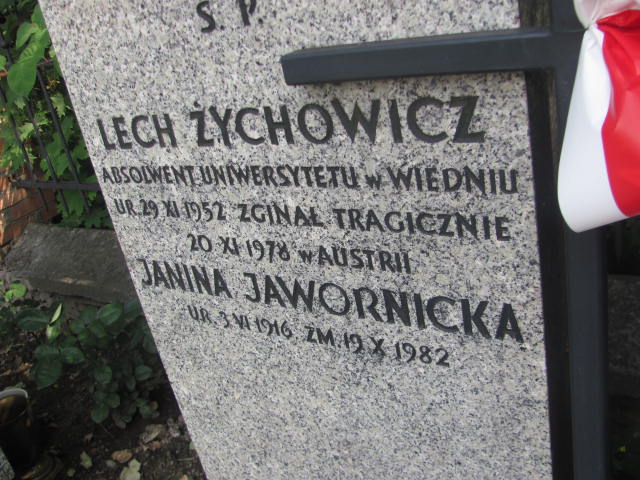 Ś. P.
LECH ŻYCHOWICZ
ABSOLWENT UNIWERSYTETU w WIEDNIU
UR. 29 XI 1952 ZGINĄŁ TRAGICZNIE
20 XI 1978 w AUSTRII
JANINA JAWORNICKA
UR. 3 VI 1916 ZM. 19 X 1982